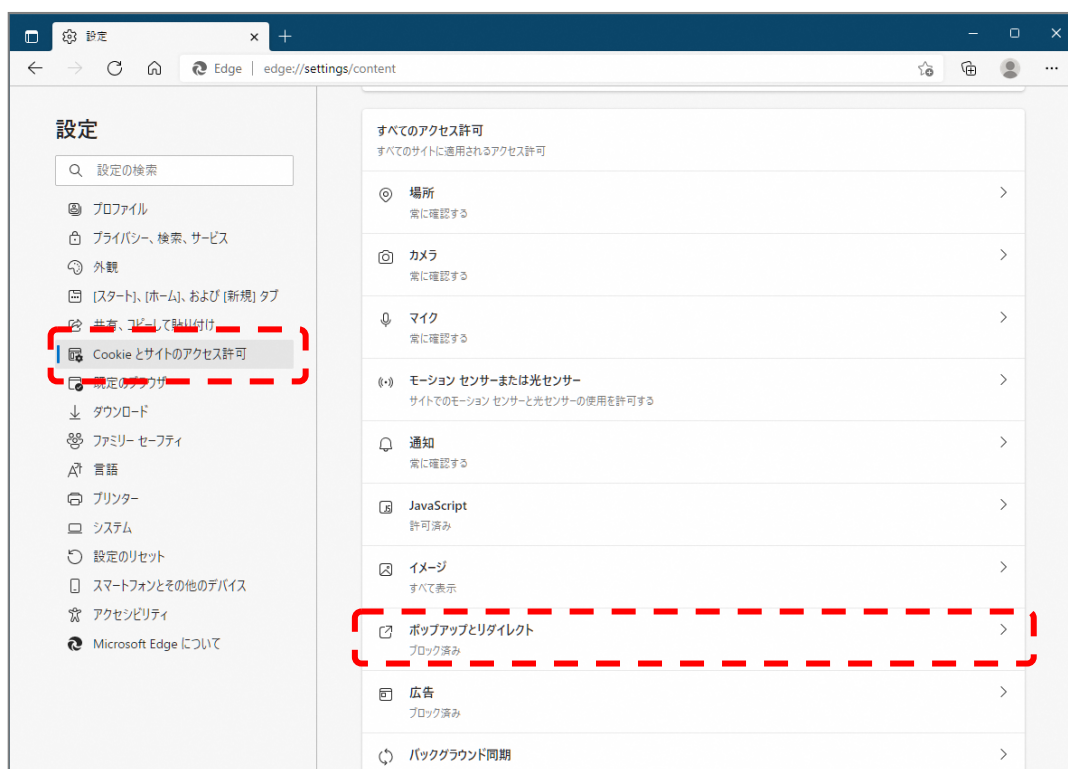 設定
Edge edge://settings/content
設定
設定の検索
プロファイル
プライバシー、検索、サービス
外観
[スタート]、[ホーム]、および [新規] タブ
共有、コピーして貼り付け
Cookie とサイトのアクセス許可
既定のブラウザー
ダウンロード
ファミリー セーフティ
言語
プリンター
システム
設定のリセット
スマートフォンとその他のデバイス
アクセシビリティ
Microsoft Edge について
すべてのアクセス許可
すべてのサイトに適用されるアクセス許可
場所
常に確認する
カメラ
常に確認する
マイク
常に確認する
モーション センサーまたは光センサー
サイトでのモーション センサーと光センサーの使用を許可する
通知
常に確認する
JavaScript
許可済み
イメージ
すべて表示
ポップアップとリダイレクト
ブロック済み
広告
ブロック済み
バックグラウンド同期